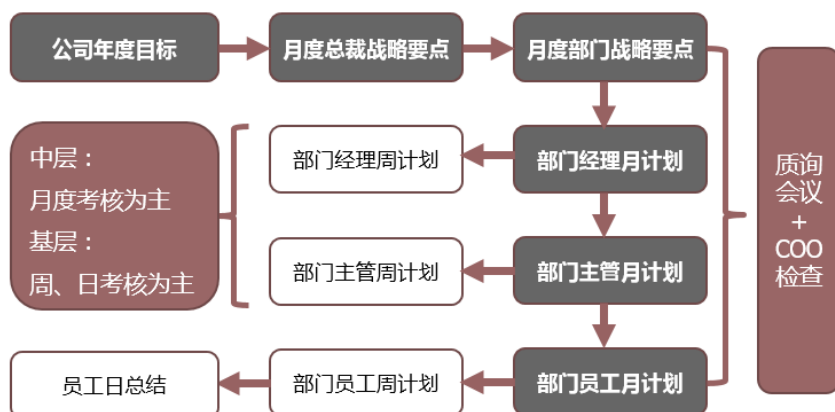 公司年度目标
月度总裁战略要点
月度部门战略要点
中层：
月度考核为主
基层：
周、日考核为主
部门经理周计划
部门经理月计划
部门主管周计划
部门主管月计划
员工日总结
部门员工周计划
部门员工月计划
质询
会议
+
COO
检查